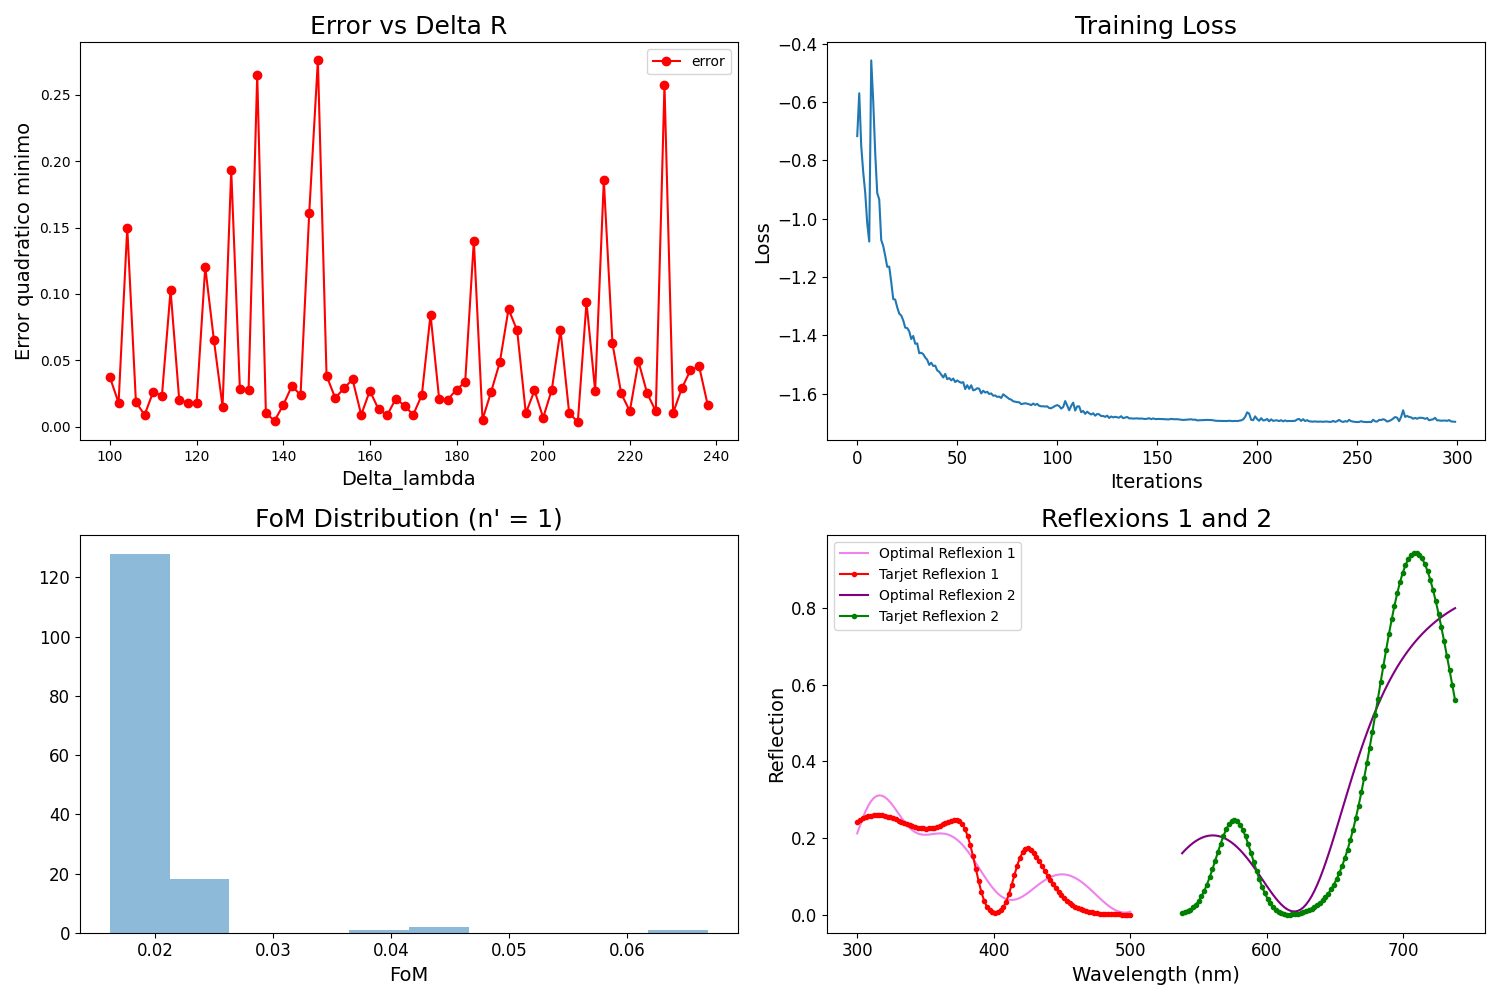 Error vs Delta R
error
Error quadratico minimo
0.25
0.20
0.15
0.10
0.05
0.00
100 120 140 160 180 200 220 240
Delta_lambda
Training Loss
Loss
−0.4
−0.6
−0.8
−1.0
−1.2
−1.4
−1.6
0 50 100 150 200 250 300
Iterations
FoM Distribution (n' = 1)
120
100
80
60
40
20
0
0.02 0.03 0.04 0.05 0.06
FoM
Reflexions 1 and 2
Optimal Reflexion 1
Tarjet Reflexion 1
Optimal Reflexion 2
Tarjet Reflexion 2
Reflection
0.8
0.6
0.4
0.2
0.0
300 400 500 600 700
Wavelength (nm)